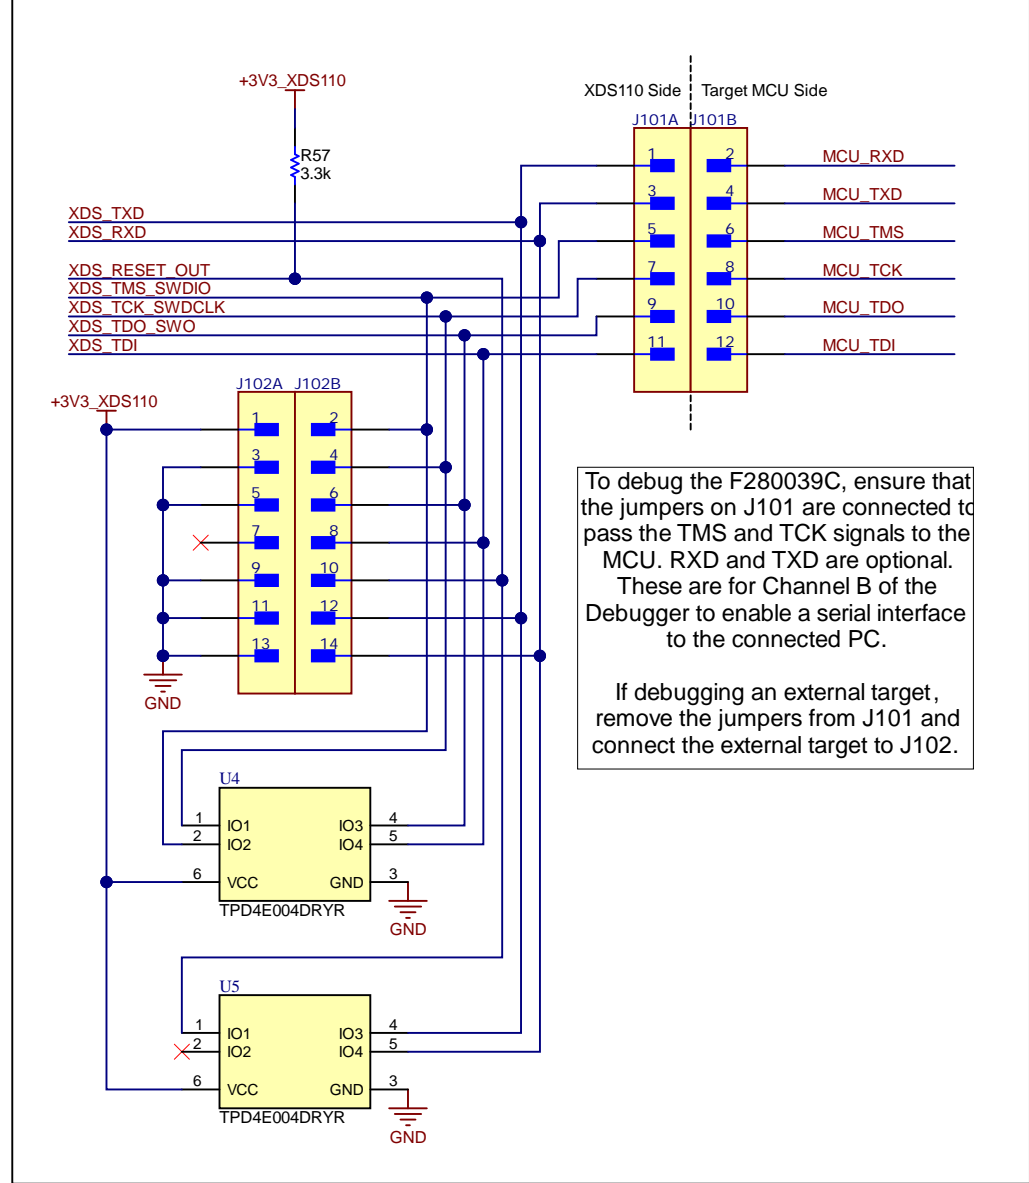 +3V3_XDS110
XDS110 Side
Target MCU Side
J101A
J101B
R57
3.3k
1
2
MCU_RXD
3
4
MCU_TXD
XDS_TXD
XDS_RXD
5
6
MCU_TMS
XDS_RESET_OUT
7
8
MCU_TCK
XDS_TMS_SWDIO
XDS_TCK_SWDCLK
9
10
MCU_TDO
XDS_TDO_SWO
XDS_TDI
11
12
MCU_TDI
J102A
J102B
+3V3_XDS110
1
2
3
4
5
6
7
8
9
10
11
12
13
14
GND
To debug the F280039C, ensure that
the jumpers on J101 are connected to
pass the TMS and TCK signals to the
MCU. RXD and TXD are optional.
These are for Channel B of the
Debugger to enable a serial interface
to the connected PC.
If debugging an external target,
remove the jumpers from J101 and
connect the external target to J102.
U4
1
IO1
IO3
4
2
IO2
IO4
5
6
VCC
GND
3
TPD4E004DRYR
GND
U5
1
IO1
IO3
4
2
IO2
IO4
5
6
VCC
GND
3
TPD4E004DRYR
GND